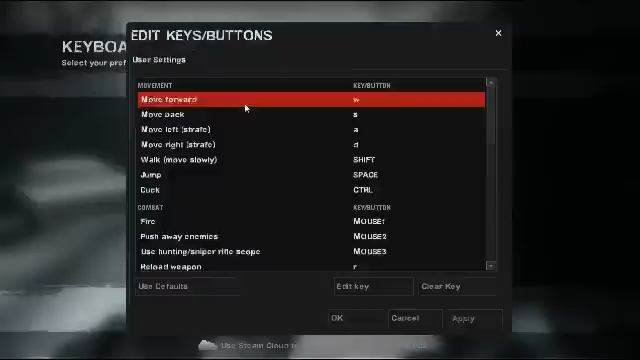 EDIT KEYS/BUTTONS
KEYBOA
Select your pref
User Settings
MOVEMENT KEY/BUTTON
Move forward w
Move back s
Move left (strafe) a
Move right (strafe) d
Walk (move slowly) SHIFT
Jump SPACE
Duck CTRL
COMBAT KEY/BUTTON
Fire MOUSE1
Push away enemies MOUSE2
Use hunting/sniper rifle scope MOUSE3
Reload weapon r
Use Defaults Edit key Clear Key
OK Cancel Apply
Use Steam Cloud to